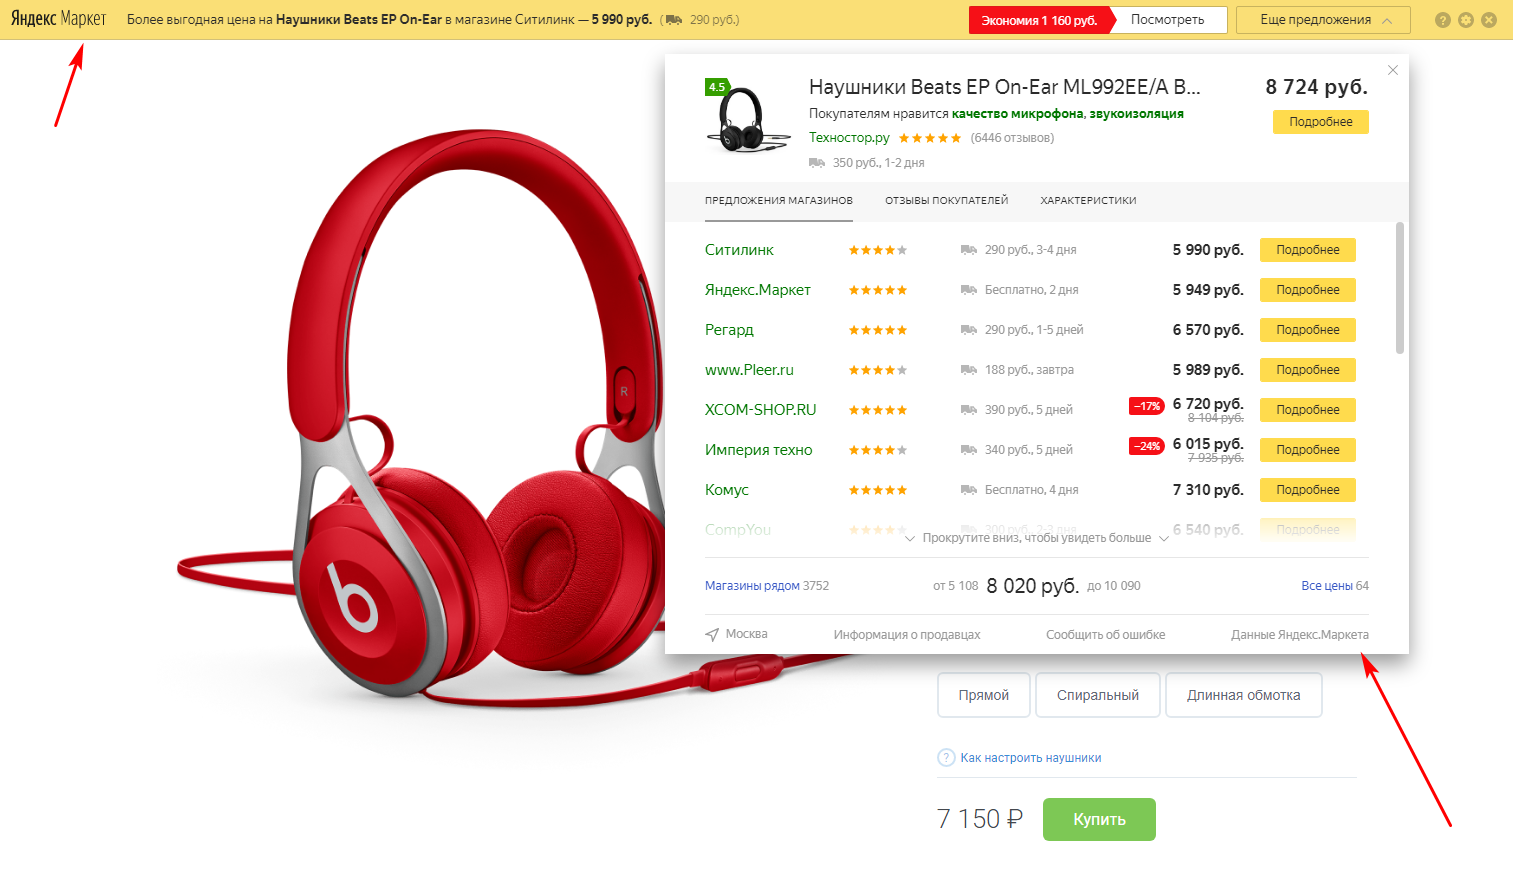 Яндекс Маркет Более выгодная цена на Наушники Beats EP On-Ear в магазине Ситилинк — 5 990 руб. ( 290 руб.) Экономия 1 160 руб. Посмотреть Еще предложения ?
4.5
Наушники Beats EP On-Ear ML992EE/A B... 8 724 руб.
Покупателям нравится качество микрофона, звукоизоляция Подробнее
Техностор.ру (6446 отзывов)
350 руб., 1-2 дня
ПРЕДЛОЖЕНИЯ МАГАЗИНОВ ОТЗЫВЫ ПОКУПАТЕЛЕЙ ХАРАКТЕРИСТИКИ
Ситилинк 290 руб., 3-4 дня 5 990 руб. Подробнее
Яндекс.Маркет Бесплатно, 2 дня 5 949 руб. Подробнее
Регард 290 руб., 1-5 дней 6 570 руб. Подробнее
www.Pleer.ru 188 руб., завтра 5 989 руб. Подробнее
XCOM-SHOP.RU 390 руб., 5 дней –17% 6 720 руб. Подробнее
8 104 руб.
Империя техно 340 руб., 5 дней –24% 6 015 руб. Подробнее
7 935 руб.
Комус Бесплатно, 4 дня 7 310 руб. Подробнее
CompYou 300 руб., 2-3 дня 6 540 руб. Подробнее
Прокрутите вниз, чтобы увидеть больше
Магазины рядом 3752 от 5 108 8 020 руб. до 10 090 Все цены 64
Москва Информация о продавцах Сообщить об ошибке Данные Яндекс.Маркета
R
b
Прямой Спиральный Длинная обмотка
? Как настроить наушники
7 150 ₽ Купить